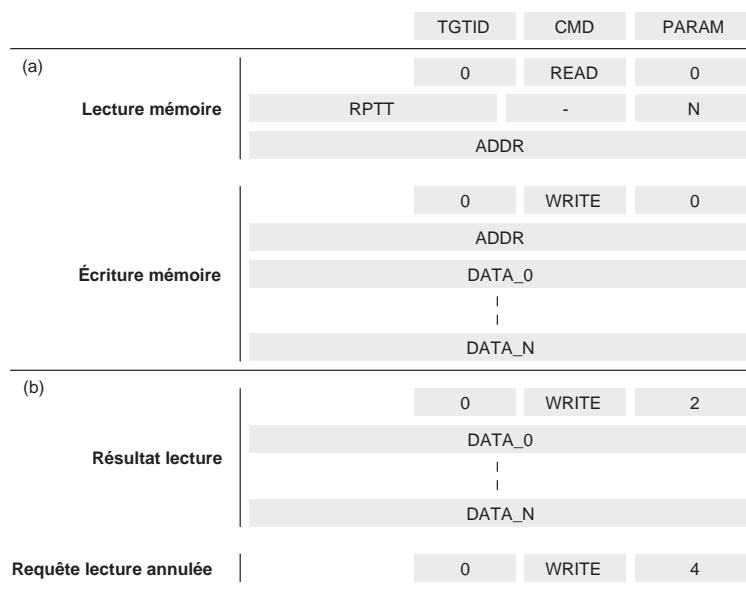 TGTID CMD PARAM
(a)
0 READ 0
Lecture mémoire RPTT - N
ADDR
0 WRITE 0
ADDR
Écriture mémoire DATA_0
DATA_N
(b)
0 WRITE 2
DATA_0
Résultat lecture
DATA_N
Requête lecture annulée 0 WRITE 4